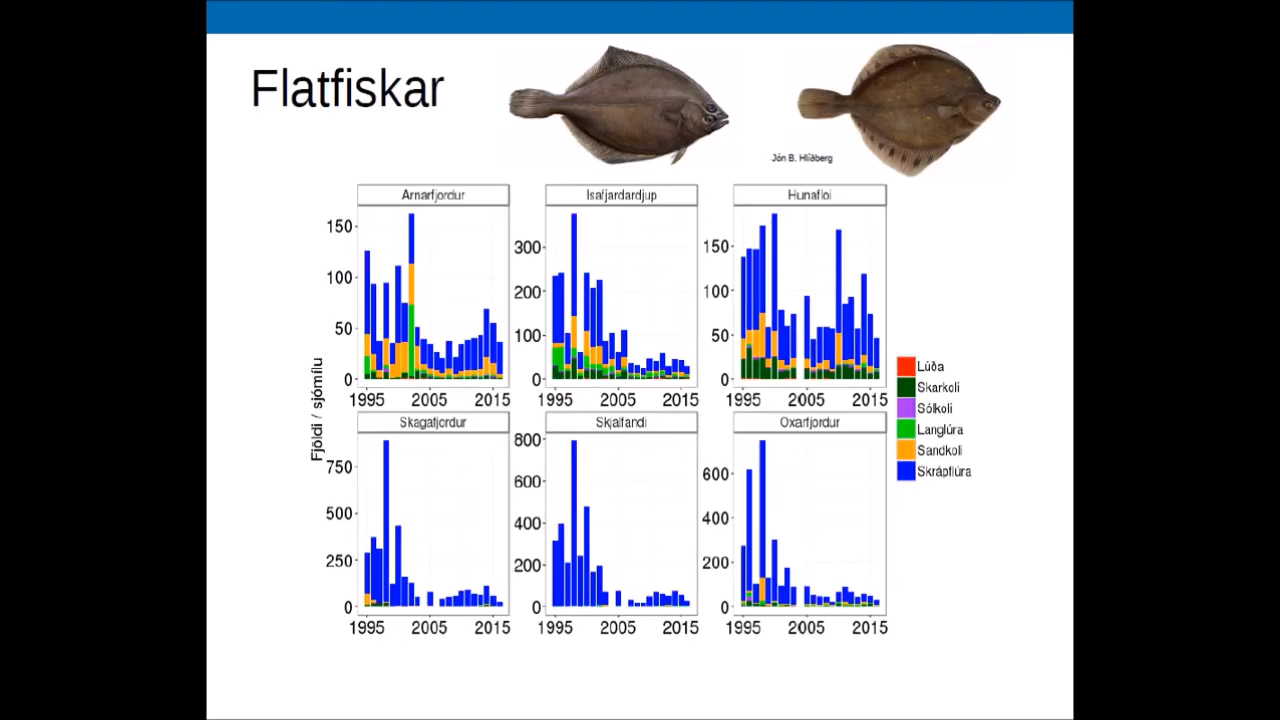 Flatfiskar
Jón B. Hlíðberg
Fjöldi / sjómílu
Arnarfjordur
150
100
50
0
1995 2005 2015
Isafjardardjup
300
200
100
0
1995 2005 2015
Hunafloi
150
100
50
0
1995 2005 2015
Skagafjordur
750
500
250
0
1995 2005 2015
Skjalfandi
800
600
400
200
0
1995 2005 2015
Oxarfjordur
600
400
200
0
1995 2005 2015
Lúða
Skarkoli
Sólkoli
Langlúra
Sandkoli
Skrápflúra